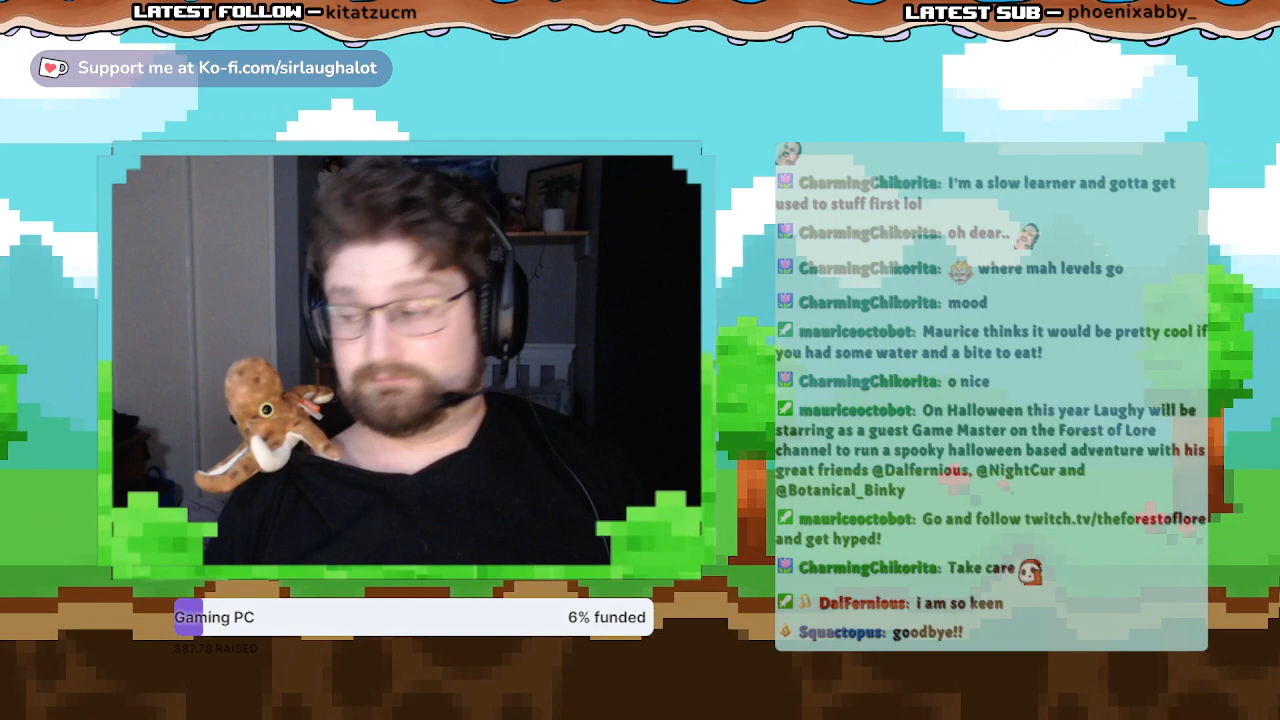 LATEST FOLLOW – kitatzucm
LATEST SUB – phoenixabby_
Support me at Ko-fi.com/sirlaughalot
CharmingChikorita: I'm a slow learner and gotta get
used to stuff first lol
CharmingChikorita: oh dear..
CharmingChikorita: where mah levels go
CharmingChikorita: mood
mauriceoctobot: Maurice thinks it would be pretty cool if
you had some water and a bite to eat!
CharmingChikorita: o nice
mauriceoctobot: On Halloween this year Laughy will be
starring as a guest Game Master on the Forest of Lore
channel to run a spooky halloween based adventure with his
great friends @Dalfernious, @NightCur and
@Botanical_Binky
mauriceoctobot: Go and follow twitch.tv/theforestoflore
and get hyped!
CharmingChikorita: Take care
DalFernious: i am so keen
Squactopus: goodbye!!
Gaming PC 6% funded
$87.78 RAISED